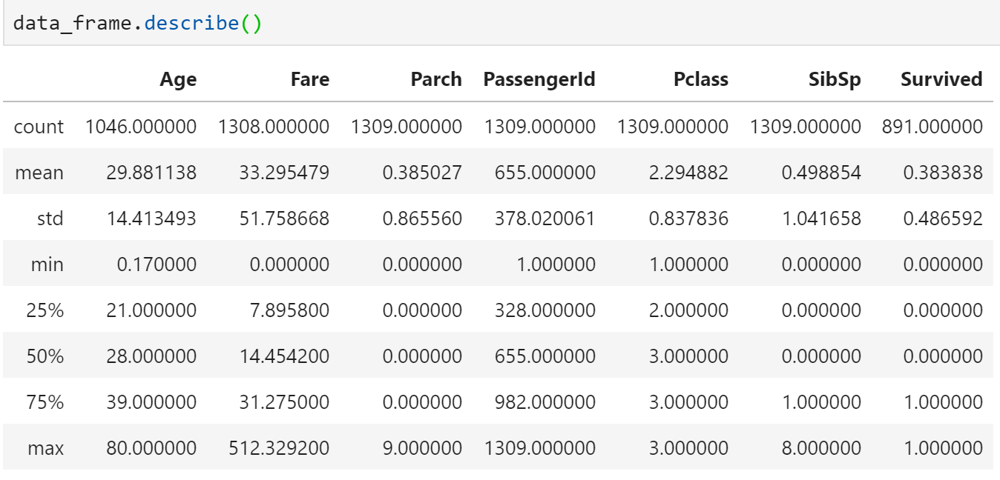 data_frame.describe()
Age Fare Parch PassengerId Pclass SibSp Survived
count 1046.000000 1308.000000 1309.000000 1309.000000 1309.000000 1309.000000 891.000000
mean 29.881138 33.295479 0.385027 655.000000 2.294882 0.498854 0.383838
std 14.413493 51.758668 0.865560 378.020061 0.837836 1.041658 0.486592
min 0.170000 0.000000 0.000000 1.000000 1.000000 0.000000 0.000000
25% 21.000000 7.895800 0.000000 328.000000 2.000000 0.000000 0.000000
50% 28.000000 14.454200 0.000000 655.000000 3.000000 0.000000 0.000000
75% 39.000000 31.275000 0.000000 982.000000 3.000000 1.000000 1.000000
max 80.000000 512.329200 9.000000 1309.000000 3.000000 8.000000 1.000000